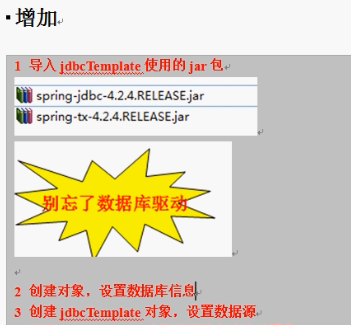 增加
1 导入 jdbcTemplate 使用的 jar 包
spring-jdbc-4.2.4.RELEASE.jar
spring-tx-4.2.4.RELEASE.jar
别忘了数据库驱动
2 创建对象，设置数据库信息
3 创建 jdbcTemplate 对象，设置数据源